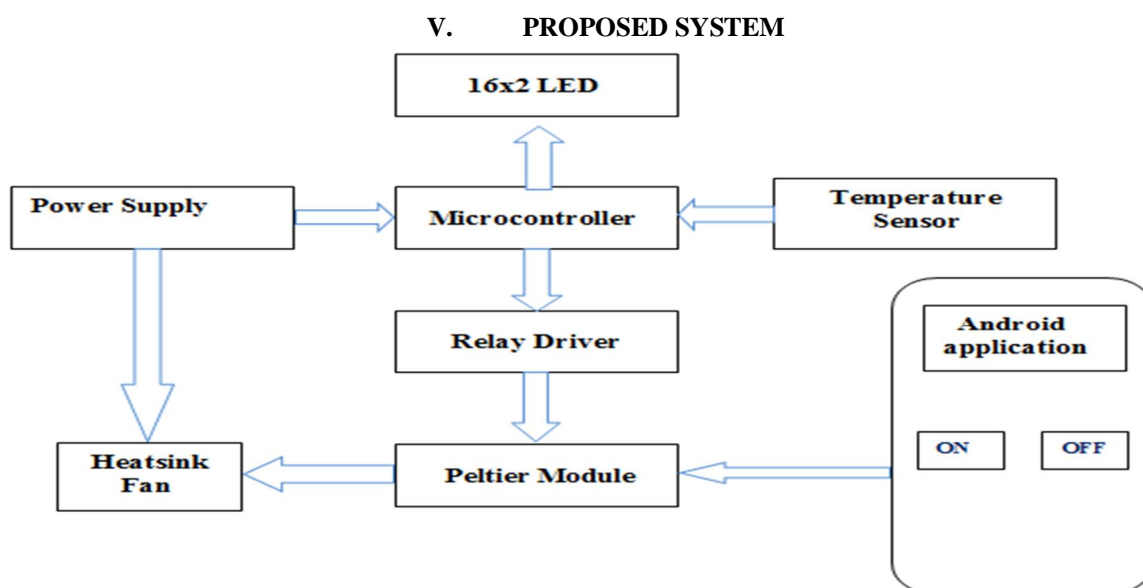 V. PROPOSED SYSTEM
16x2 LED
Power Supply
Microcontroller
Temperature
Sensor
Relay Driver
Android
application
ON
OFF
Heatsink
Fan
Peltier Module